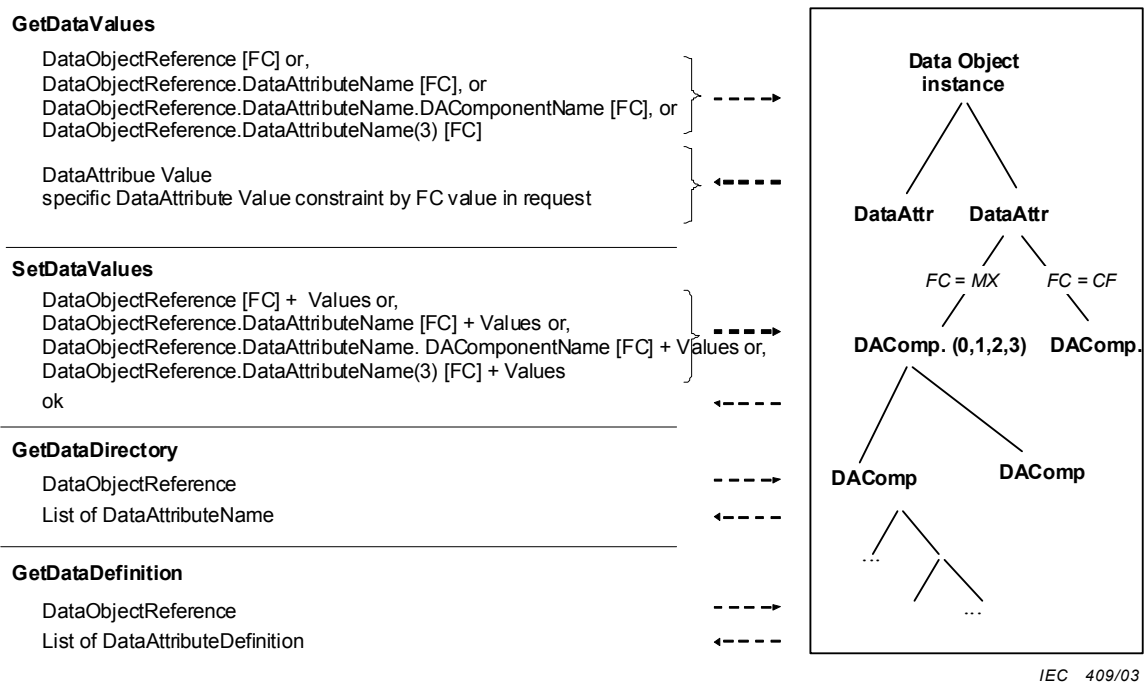 GetDataValues
DataObjectReference [FC] or,
DataObjectReference.DataAttributeName [FC], or
DataObjectReference.DataAttributeName.DAComponentName [FC], or
DataObjectReference.DataAttributeName(3) [FC]
DataAttribue Value
specific DataAttribute Value constraint by FC value in request
SetDataValues
DataObjectReference [FC] + Values or,
DataObjectReference.DataAttributeName [FC] + Values or,
DataObjectReference.DataAttributeName. DAComponentName [FC] + Values or,
DataObjectReference.DataAttributeName(3) [FC] + Values
ok
GetDataDirectory
DataObjectReference
List of DataAttributeName
GetDataDefinition
DataObjectReference
List of DataAttributeDefinition
Data Object
instance
DataAttr DataAttr
FC = MX FC = CF
DAComp. (0,1,2,3) DAComp.
DAComp DAComp
...
...
IEC 409/03